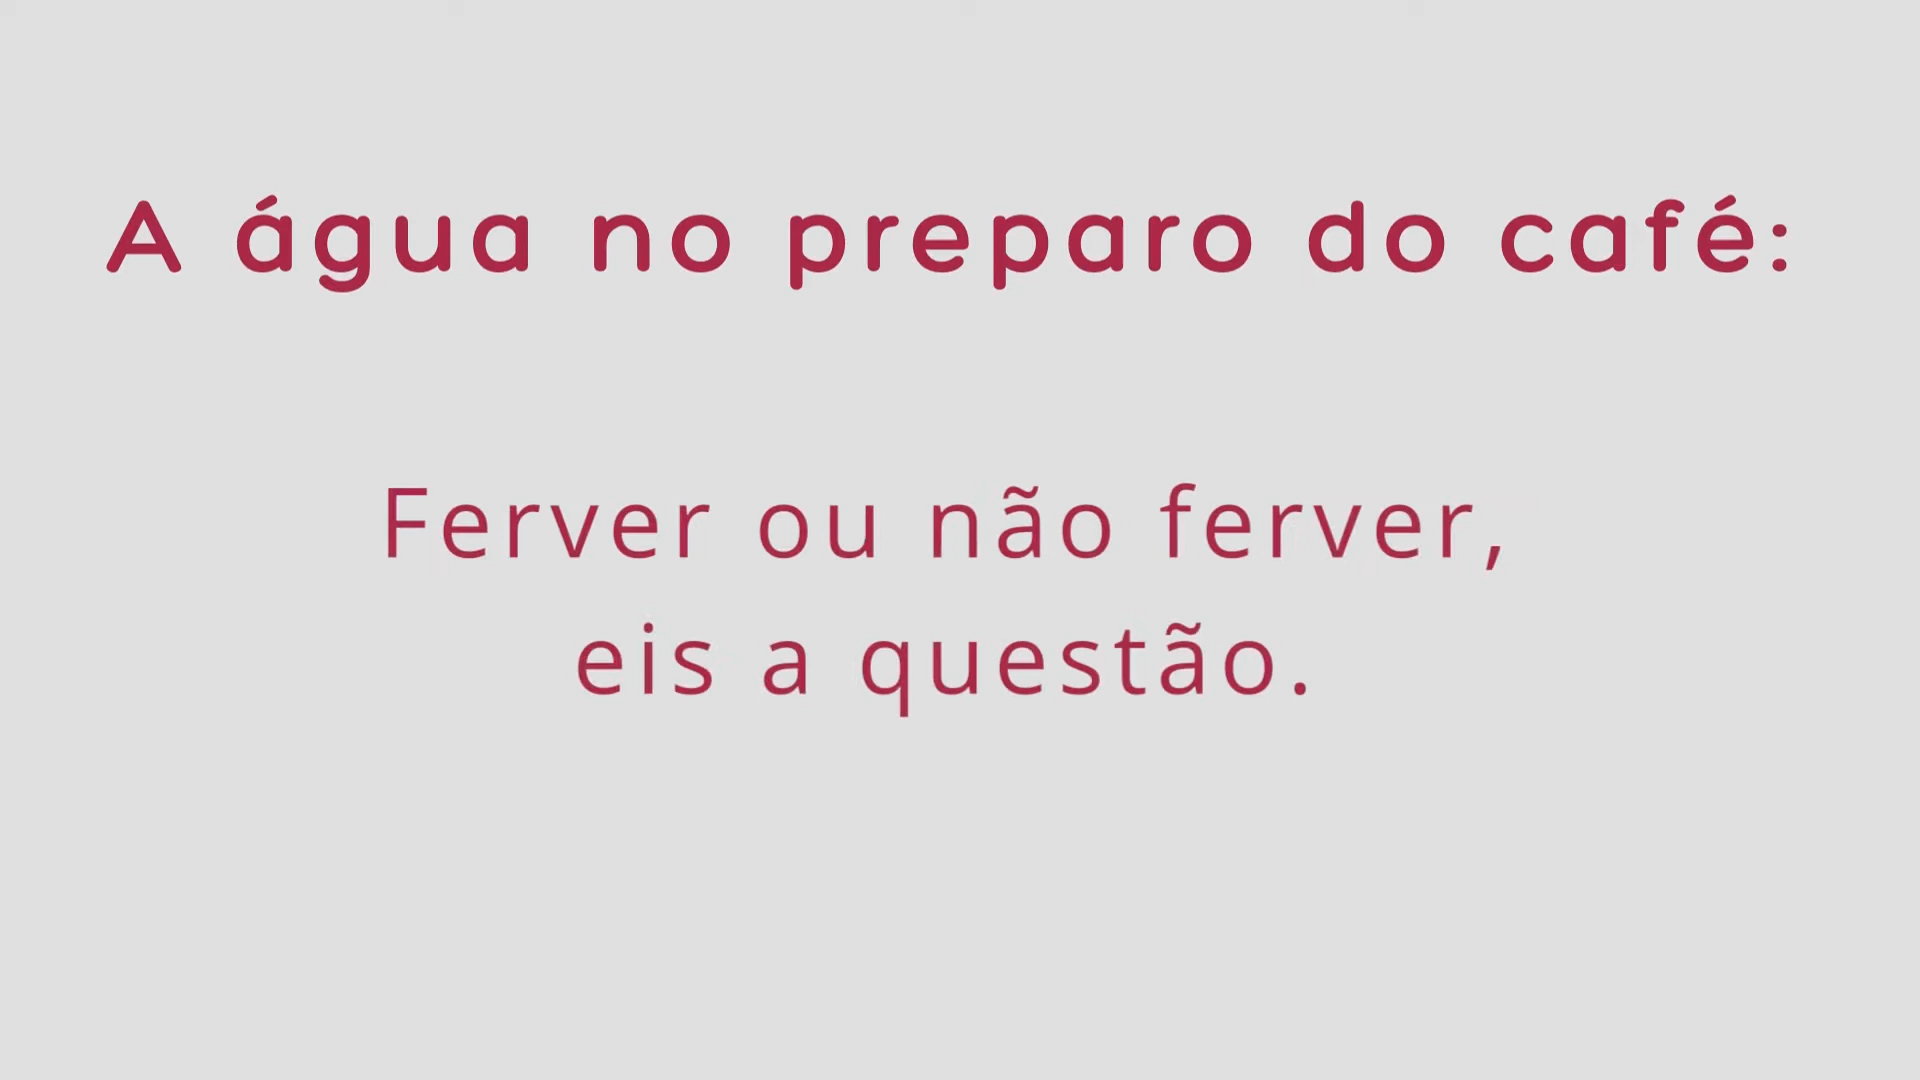 A água no preparo do café:
Ferver ou não ferver,
eis a questão.